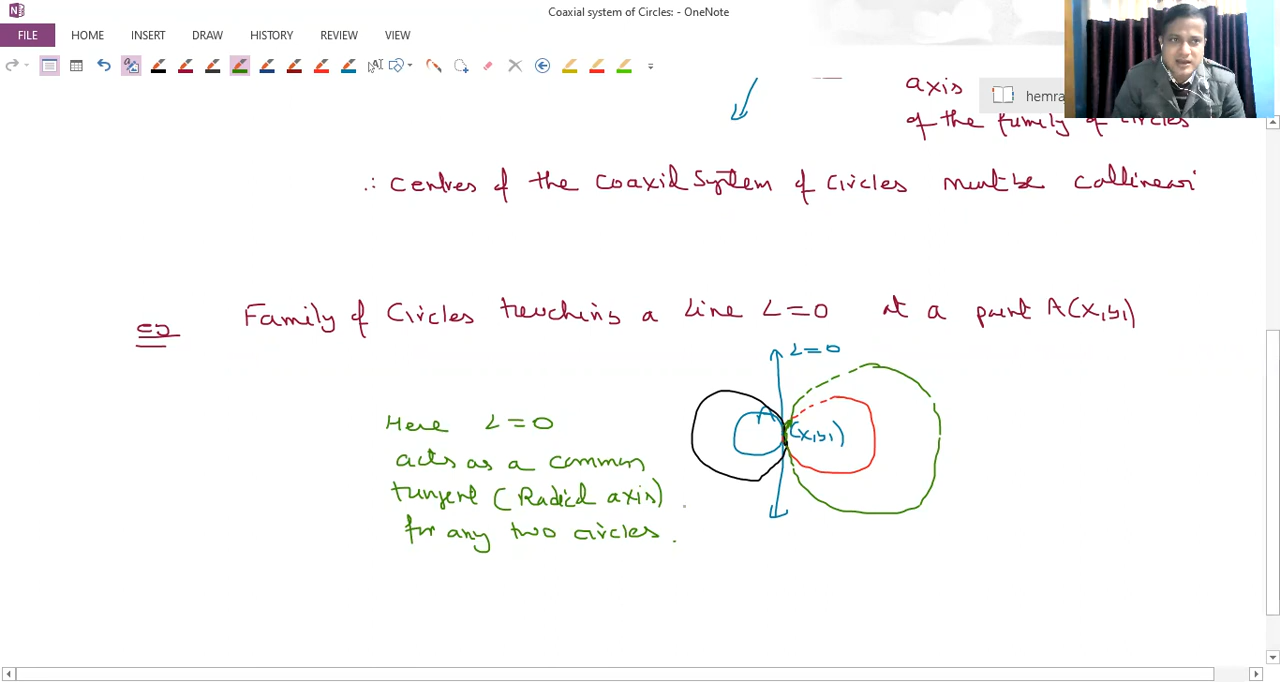 Coaxial system of Circles: - OneNote
FILE HOME INSERT DRAW HISTORY REVIEW VIEW
hemra
axis
of the family of circles
∴ Centres of the Coaxial System of Circles must be collinear
eg Family of Circles touching a Line L=0 at a point A(x1,y1)
L=0
A
(x1,y1)
Here L=0
acts as a common
tangent (Radical axis)
for any two circles.